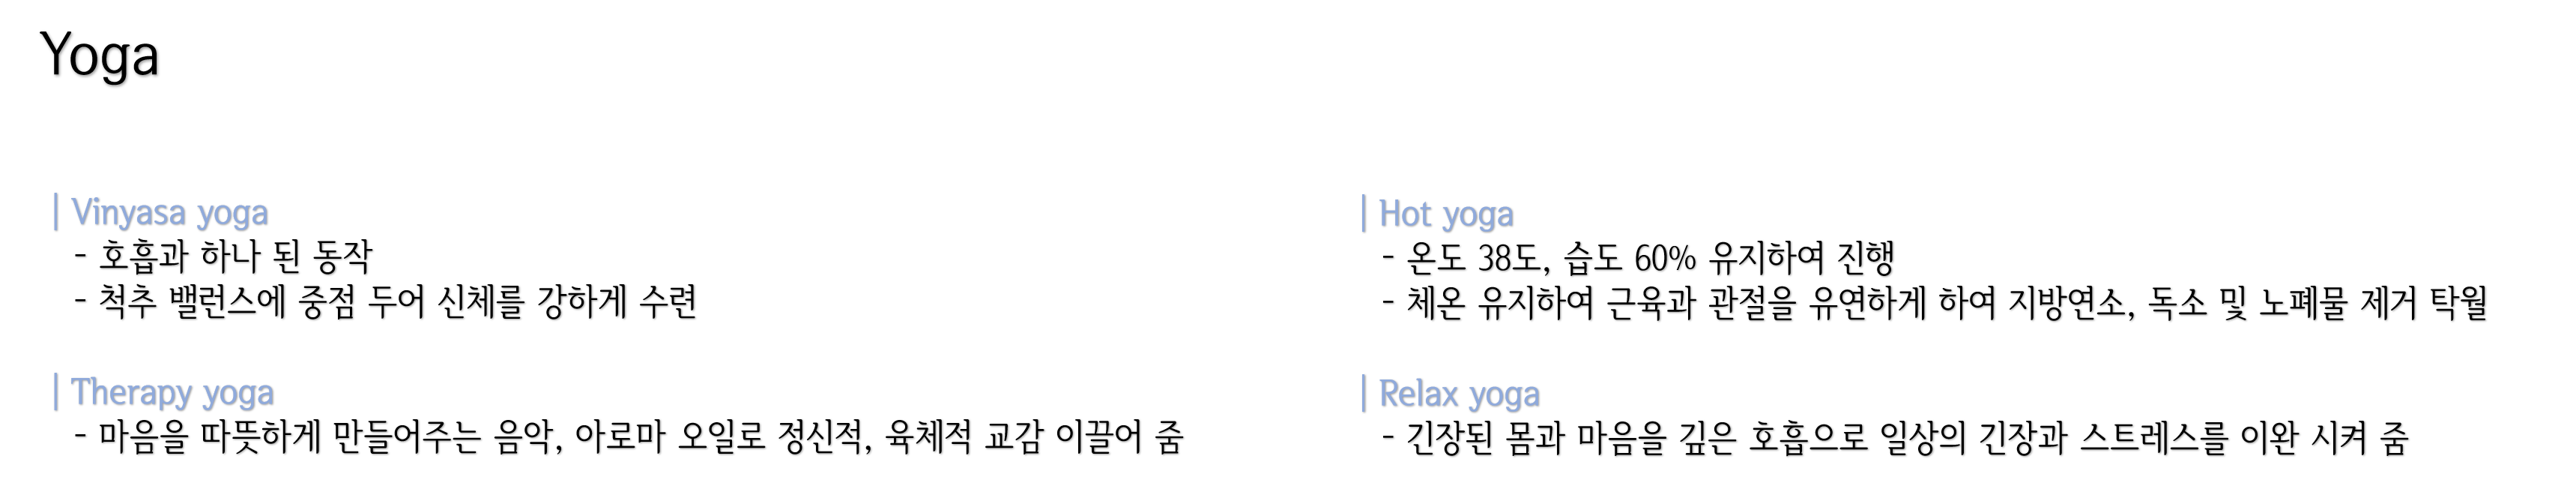 Yoga
| Vinyasa yoga
- 호흡과 하나 된 동작
- 척추 밸런스에 중점 두어 신체를 강하게 수련
| Therapy yoga
- 마음을 따뜻하게 만들어주는 음악, 아로마 오일로 정신적, 육체적 교감 이끌어 줌
| Hot yoga
- 온도 38도, 습도 60% 유지하여 진행
- 체온 유지하여 근육과 관절을 유연하게 하여 지방연소, 독소 및 노폐물 제거 탁월
| Relax yoga
- 긴장된 몸과 마음을 깊은 호흡으로 일상의 긴장과 스트레스를 이완 시켜 줌